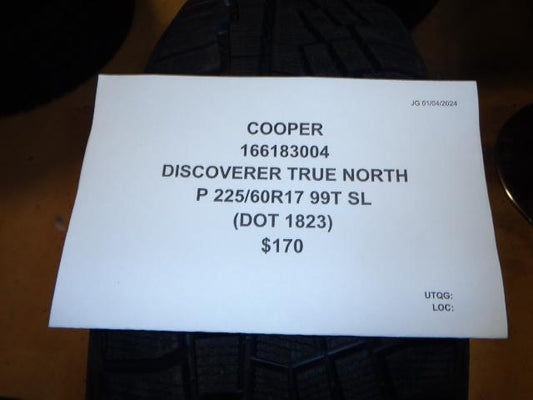 JG 01/04/2024
COOPER
166183004
DISCOVERER TRUE NORTH
P 225/60R17 99T SL
(DOT 1823)
$170
UTQG:
LOC: